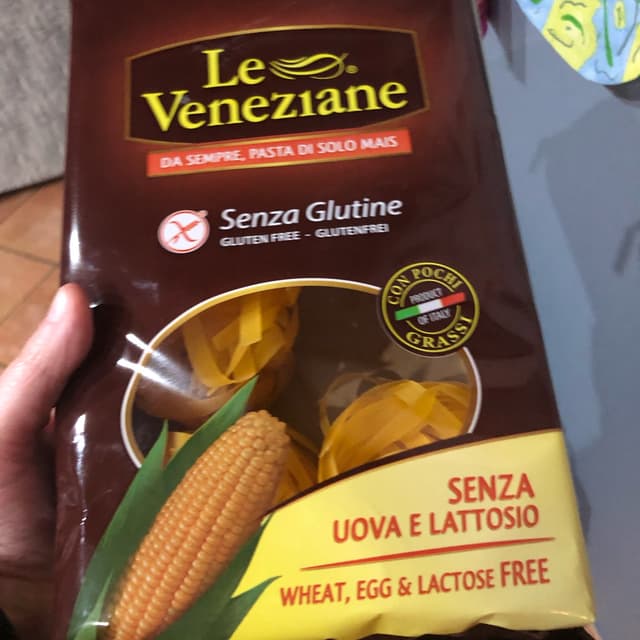 Le
Veneziane
DA SEMPRE, PASTA DI SOLO MAIS
Senza Glutine
GLUTEN FREE - GLUTENFREI
CON POCHI
PRODUCT
OF ITALY
GRASSI
SENZA
UOVA E LATTOSIO
WHEAT, EGG & LACTOSE FREE